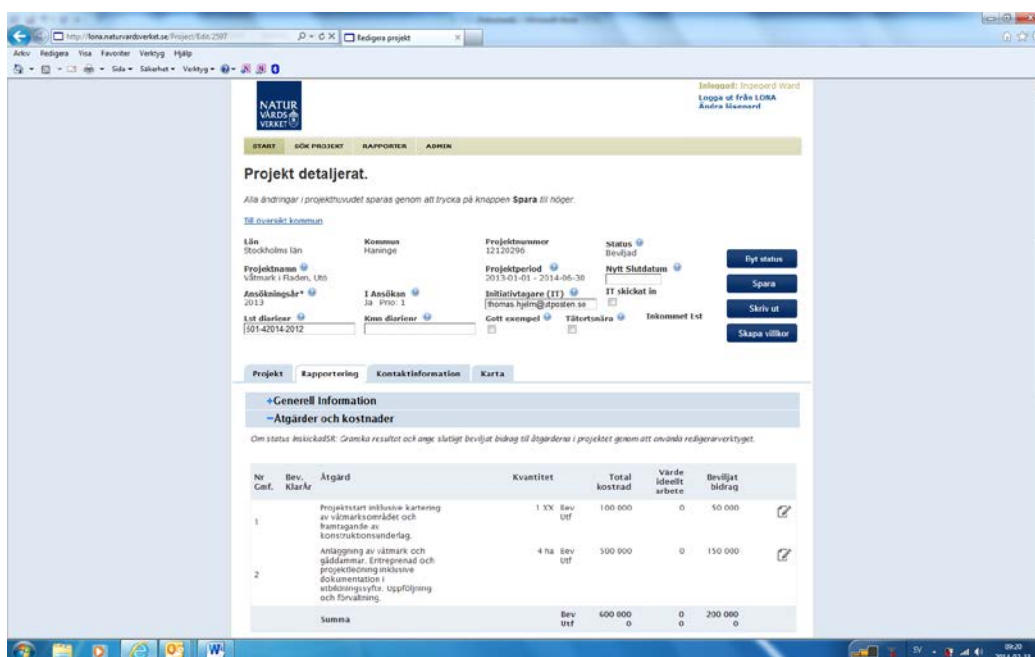 http://lona.naturvardsverket.se/Project/Edit/2597
Redigera projekt
Arkiv Redigera Visa Favoriter Verktyg Hjälp
Sida Säkerhet Verktyg
NATUR
VÅRDS
VERKET
Inloggad: Ingegerd Ward
Logga ut från LONA
Ändra lösenord
START SÖK PROJEKT RAPPORTER ADMIN
Projekt detaljerat.
Alla ändringar i projekthuvudet sparas genom att trycka på knappen Spara till höger.
Till översikt kommun
Län Kommun Projektnummer Status
Stockholms län Haninge 12120296 Beviljad
Byt status
Projektnamn Projektperiod Nytt Slutdatum
Våtmark i Fladen, Utö 2013-01-01 - 2014-06-30
Spara
Ansökningsår* I Ansökan Initiativtagare (IT) IT skickat in
2013 Ja Prio: 1 thomas.hjelm@utposten.se
Skriv ut
Lst diarienr Kmn diarienr Gott exempel Tätortsnära Inkommet Lst
501-42014-2012
Skapa villkor
Projekt Rapportering Kontaktinformation Karta
+Generell Information
−Åtgärder och kostnader
Om status InskickadSR: Granska resultat och ange slutligt beviljat bidrag till åtgärderna i projektet genom att använda redigerarverktyget.
Nr Gmf. Bev. KlarÅr Åtgärd Kvantitet Total kostnad Värde ideellt arbete Beviljat bidrag
1 Projektstart inklusive kartering 1 XX Bev 100 000 0 50 000
av våtmarksområdet och Utf
framtagande av
konstruktionsunderlag.
2 Anläggning av våtmark och 4 ha Bev 500 000 0 150 000
gäddammar. Entreprenad och Utf
projektledning inklusive
dokumentation i
utbildningssyfte. Uppföljning
och förvaltning.
Summa Bev 600 000 0 200 000
Utf 0 0 0
SV 09:20